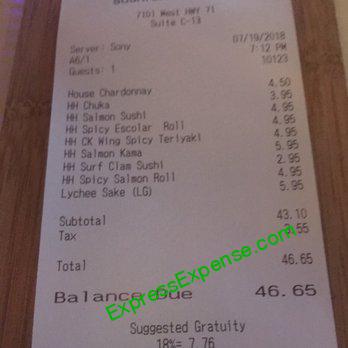 7101 West HWY 71
Suite C-13
07/19/2018
Server: Sony 7:12 PM
A6/1 10123
Guests: 1
House Chardonnay 4.50
HH Chuka 3.95
HH Salmon Sushi 4.95
HH Spicy Escolar Roll 4.95
HH CK Wing Spicy Teriyaki 4.95
HH Salmon Kama 5.95
HH Surf Clam Sushi 2.95
HH Spicy Salmon Roll 4.95
Lychee Sake (LG) 5.95
Subtotal 43.10
Tax 3.55
Total 46.65
Balance Due 46.65
Suggested Gratuity
18%= 7.76
ExpressExpense.com